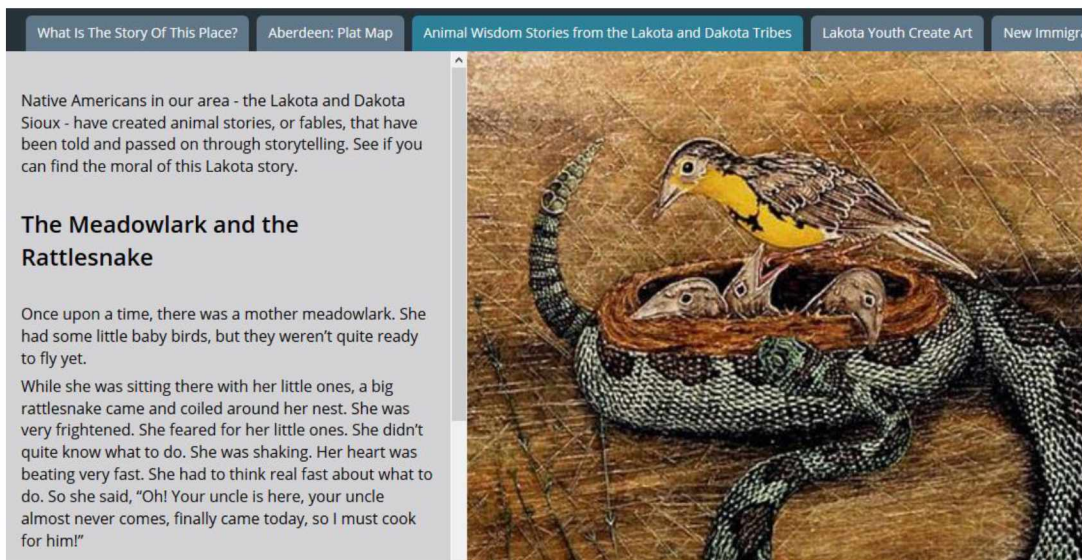 What Is The Story Of This Place?
Aberdeen: Plat Map
Animal Wisdom Stories from the Lakota and Dakota Tribes
Lakota Youth Create Art
New Immigra
Native Americans in our area - the Lakota and Dakota
Sioux - have created animal stories, or fables, that have
been told and passed on through storytelling. See if you
can find the moral of this Lakota story.
The Meadowlark and the
Rattlesnake
Once upon a time, there was a mother meadowlark. She
had some little baby birds, but they weren't quite ready
to fly yet.
While she was sitting there with her little ones, a big
rattlesnake came and coiled around her nest. She was
very frightened. She feared for her little ones. She didn't
quite know what to do. She was shaking. Her heart was
beating very fast. She had to think real fast about what to
do. So she said, “Oh! Your uncle is here, your uncle
almost never comes, finally came today, so I must cook
for him!”